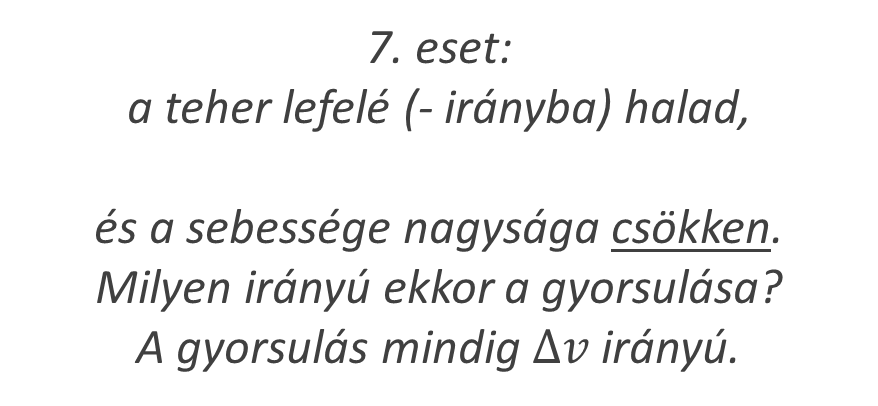 7. eset:
a teher lefelé (- irányba) halad,
és a sebessége nagysága csökken.
Milyen irányú ekkor a gyorsulása?
A gyorsulás mindig Δv irányú.